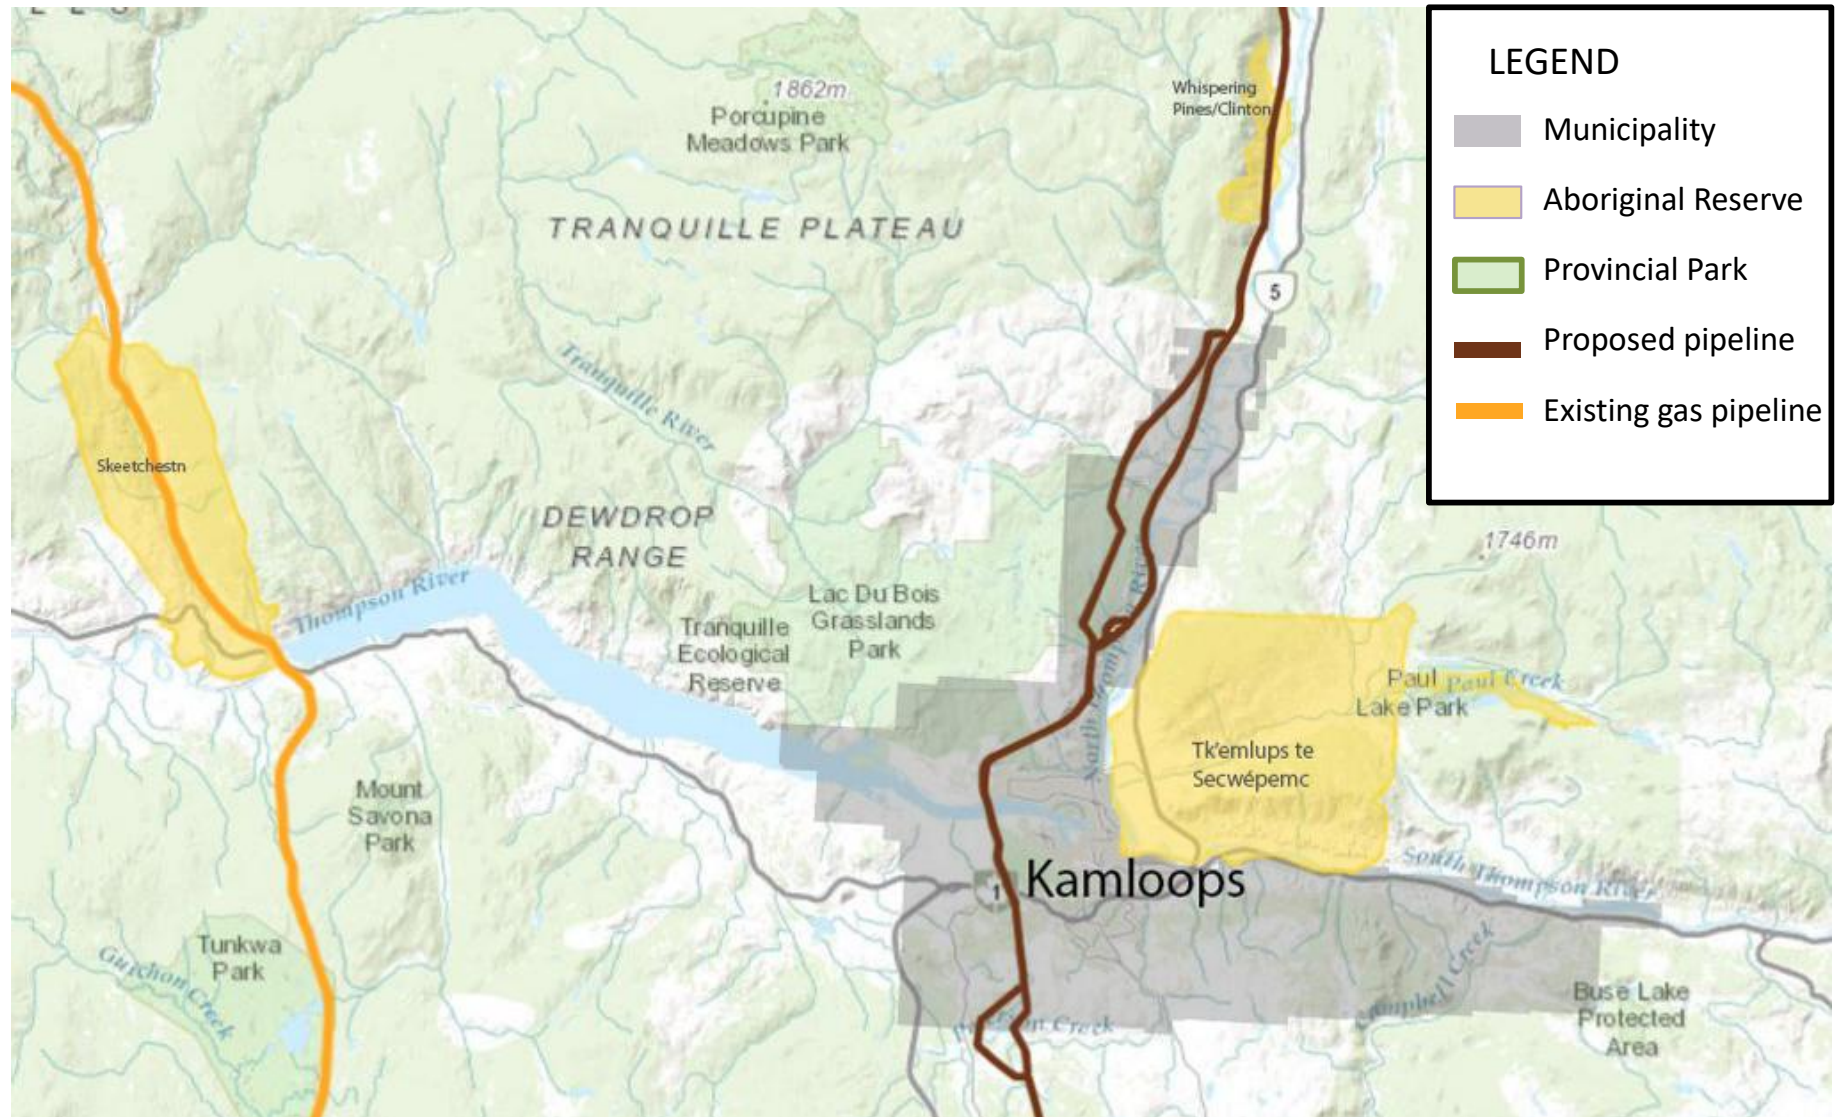 LEGEND
Municipality
Aboriginal Reserve
Provincial Park
Proposed pipeline
Existing gas pipeline
1862m
Porcupine
Meadows Park
Whispering
Pines/Clinton
TRANQUILLE PLATEAU
5
Tranquille River
Skeetchestn
DEWDROP
RANGE
1746m
Thompson River
Lac Du Bois
Grasslands
Park
Tranquille
Ecological
Reserve
North Thompson River
Paul
Lake Park
Paul Creek
Tk'emlups te
Secwépemc
Mount
Savona
Park
Kamloops
1
South Thompson River
Tunkwa
Park
Guichon Creek
Campbell Creek
Creek
Buse Lake
Protected
Area